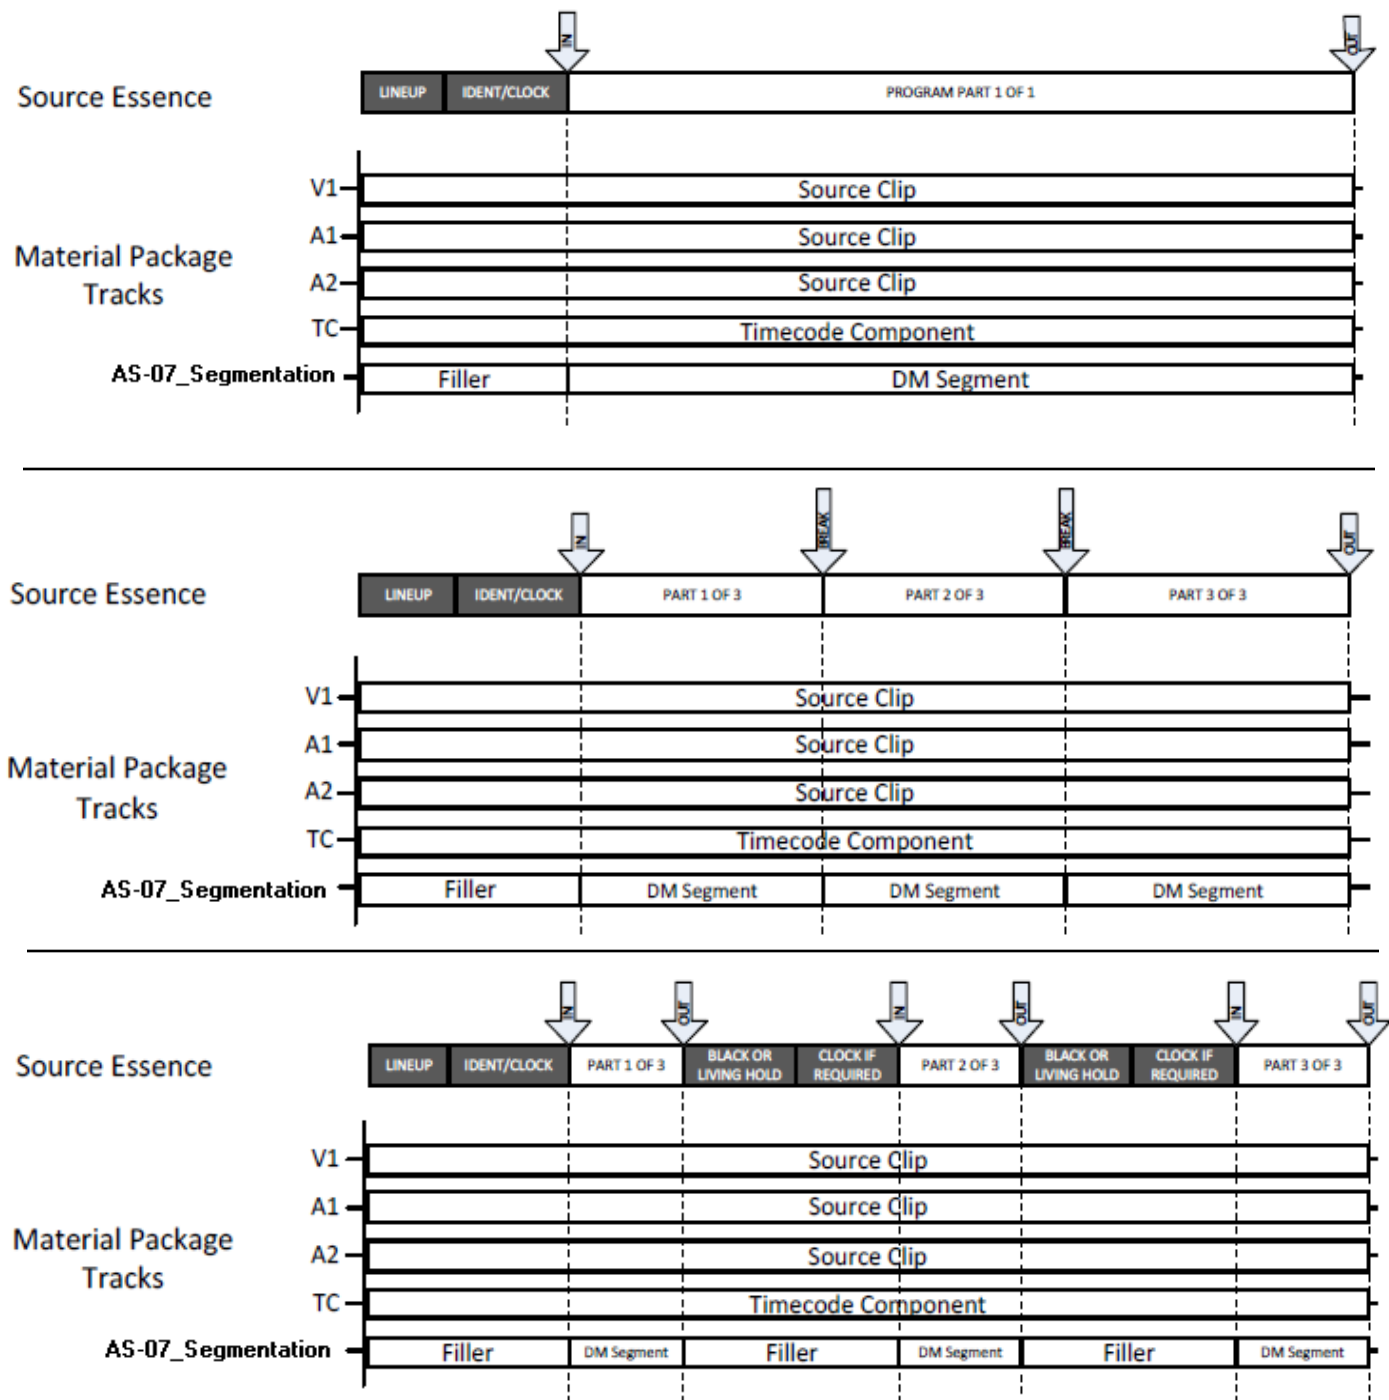 IN
OUT
Source Essence
LINEUP
IDENT/CLOCK
PROGRAM PART 1 OF 1
V1
Source Clip
A1
Source Clip
Material Package
Tracks
A2
Source Clip
TC
Timecode Component
AS-07_Segmentation
Filler
DM Segment
IN
BREAK
BREAK
OUT
Source Essence
LINEUP
IDENT/CLOCK
PART 1 OF 3
PART 2 OF 3
PART 3 OF 3
V1
Source Clip
A1
Source Clip
Material Package
Tracks
A2
Source Clip
TC
Timecode Component
AS-07_Segmentation
Filler
DM Segment
DM Segment
DM Segment
IN
OUT
IN
OUT
IN
OUT
Source Essence
LINEUP
IDENT/CLOCK
PART 1 OF 3
BLACK OR
LIVING HOLD
CLOCK IF
REQUIRED
PART 2 OF 3
BLACK OR
LIVING HOLD
CLOCK IF
REQUIRED
PART 3 OF 3
V1
Source Clip
A1
Source Clip
Material Package
Tracks
A2
Source Clip
TC
Timecode Component
AS-07_Segmentation
Filler
DM Segment
Filler
DM Segment
Filler
DM Segment